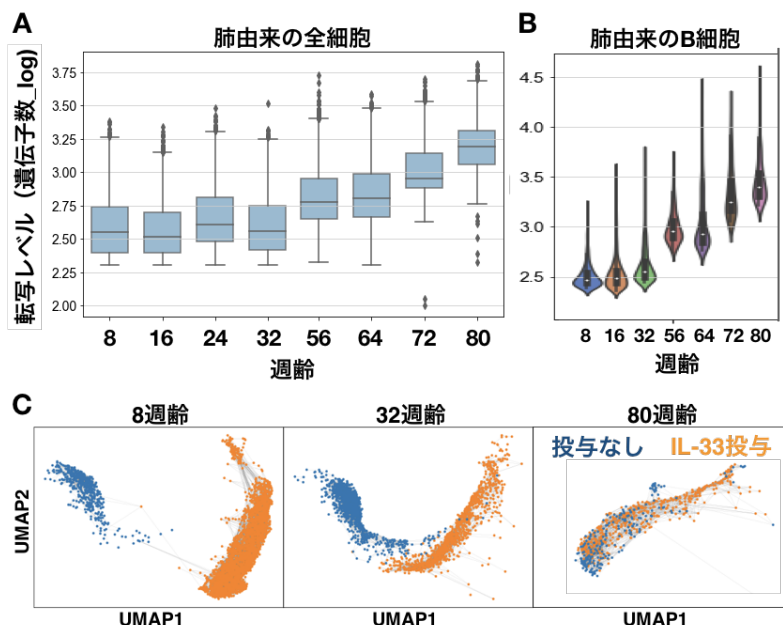 A
肺由来の全細胞
転写レベル（遺伝子数_log)
3.75
3.50
3.25
3.00
2.75
2.50
2.25
2.00
8 16 24 32 56 64 72 80
週齢
B
肺由来のB細胞
4.5
4.0
3.5
3.0
2.5
8 16 32 56 64 72 80
週齢
C
8週齢 32週齢 80週齢
投与なし IL-33投与
UMAP2
UMAP1 UMAP1 UMAP1